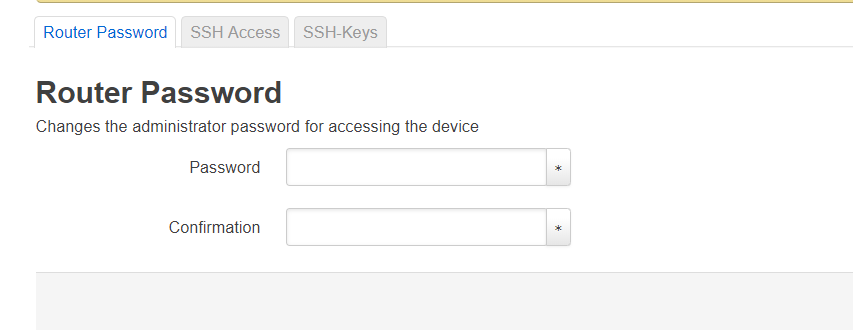 Router Password SSH Access SSH-Keys
Router Password
Changes the administrator password for accessing the device
Password *
Confirmation *